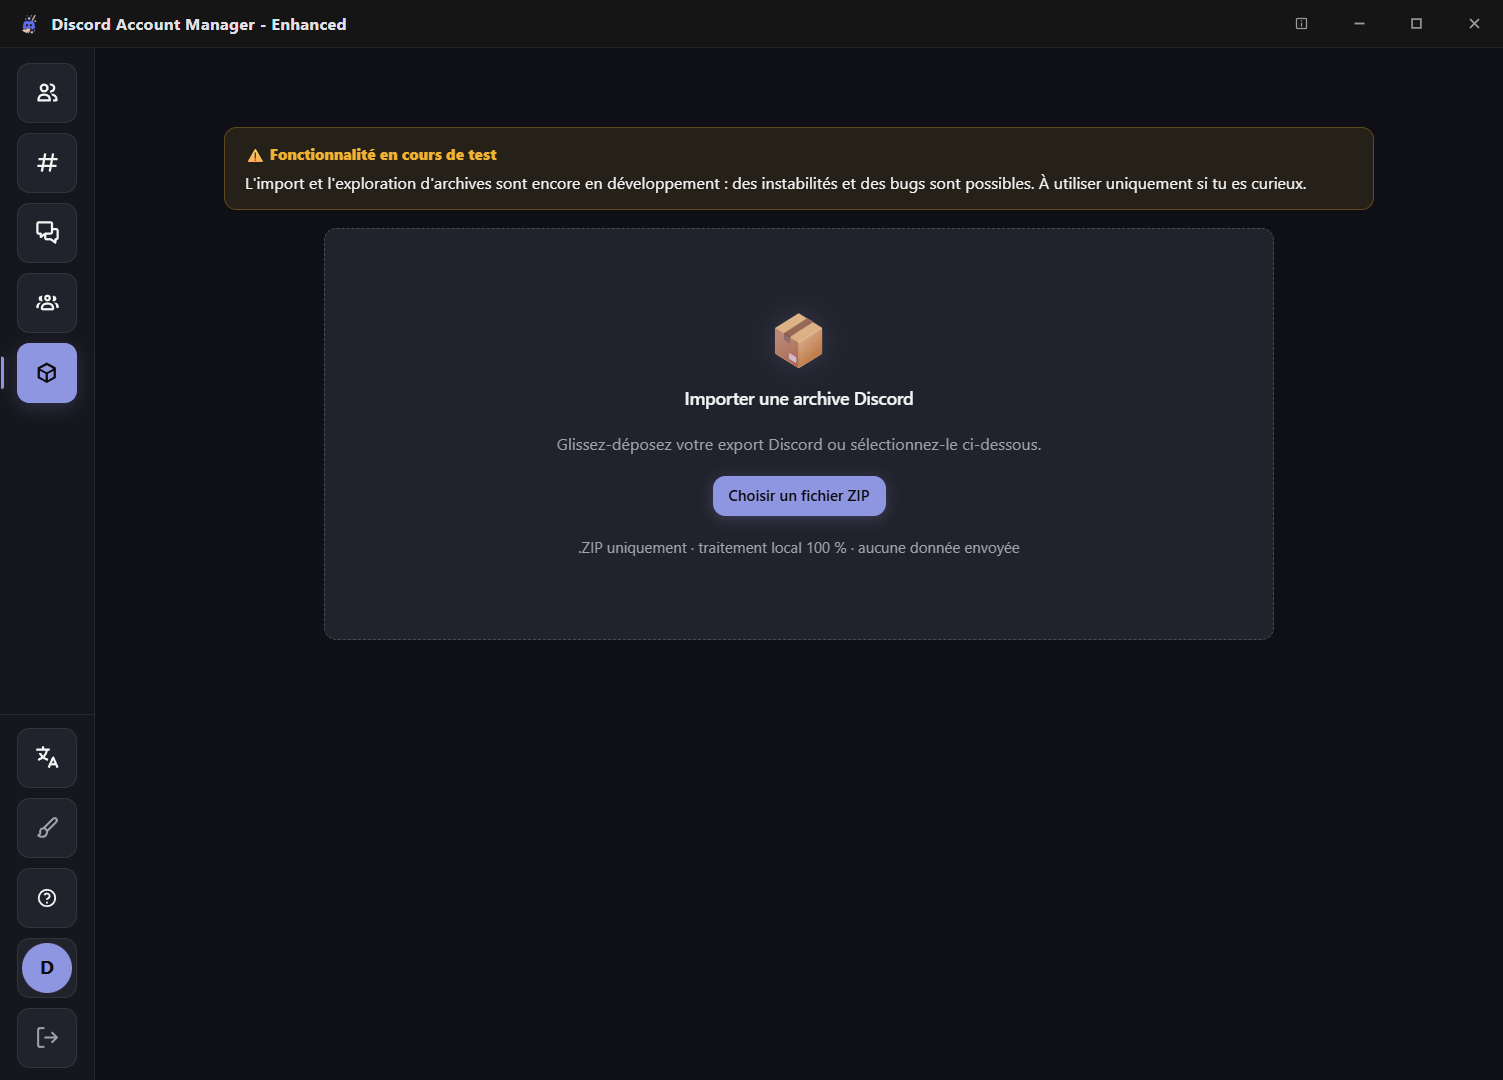 Discord Account Manager - Enhanced
Fonctionnalité en cours de test
L'import et l'exploration d'archives sont encore en développement : des instabilités et des bugs sont possibles. À utiliser uniquement si tu es curieux.
Importer une archive Discord
Glissez-déposez votre export Discord ou sélectionnez-le ci-dessous.
Choisir un fichier ZIP
.ZIP uniquement · traitement local 100 % · aucune donnée envoyée
D